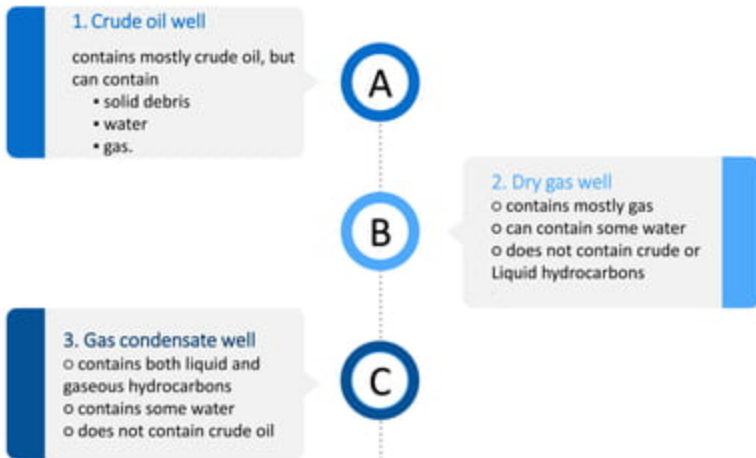 1. Crude oil well
contains mostly crude oil, but
can contain
▪ solid debris
▪ water
▪ gas.
A
2. Dry gas well
o contains mostly gas
o can contain some water
o does not contain crude or
Liquid hydrocarbons
B
3. Gas condensate well
o contains both liquid and
gaseous hydrocarbons
o contains some water
o does not contain crude oil
C